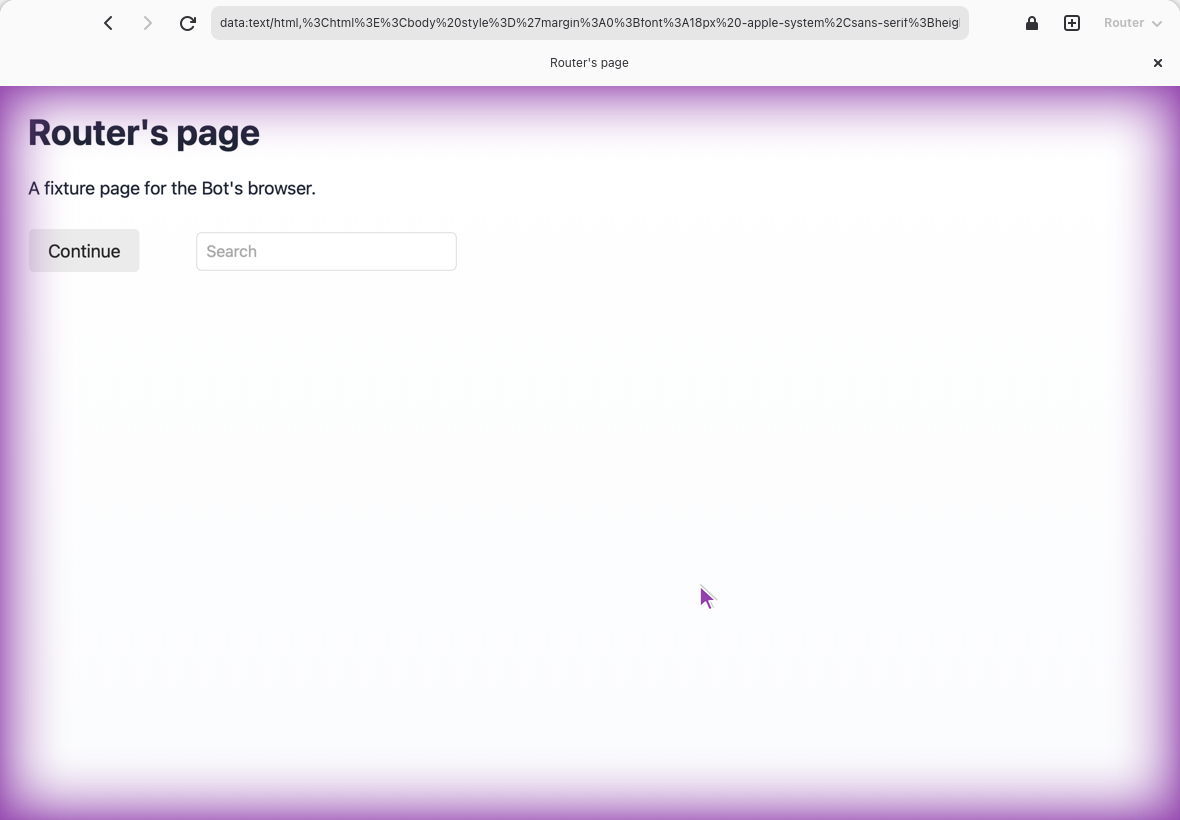 data:text/html,%3Chtml%3E%3Cbody%20style%3D%27margin%3A0%3Bfont%3A18px%20-apple-system%2Csans-serif%3Bheig
Router
Router's page
Router's page
A fixture page for the Bot's browser.
Continue
Search